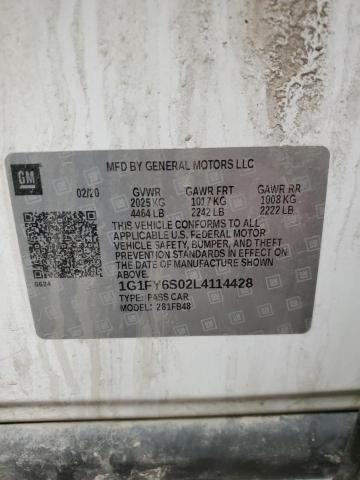 GM
MFD BY GENERAL MOTORS LLC
02/20 GVWR GAWR FRT GAWR RR
2025 KG 1017 KG 1008 KG
4464 LB 2242 LB 2222 LB
THIS VEHICLE CONFORMS TO ALL
APPLICABLE U.S. FEDERAL MOTOR
VEHICLE SAFETY, BUMPER, AND THEFT
PREVENTION STANDARDS IN EFFECT ON
THE DATE OF MANUFACTURE SHOWN
ABOVE.
0624 1G1FY6S02L4114428
TYPE: PASS CAR
MODEL: 281FB48